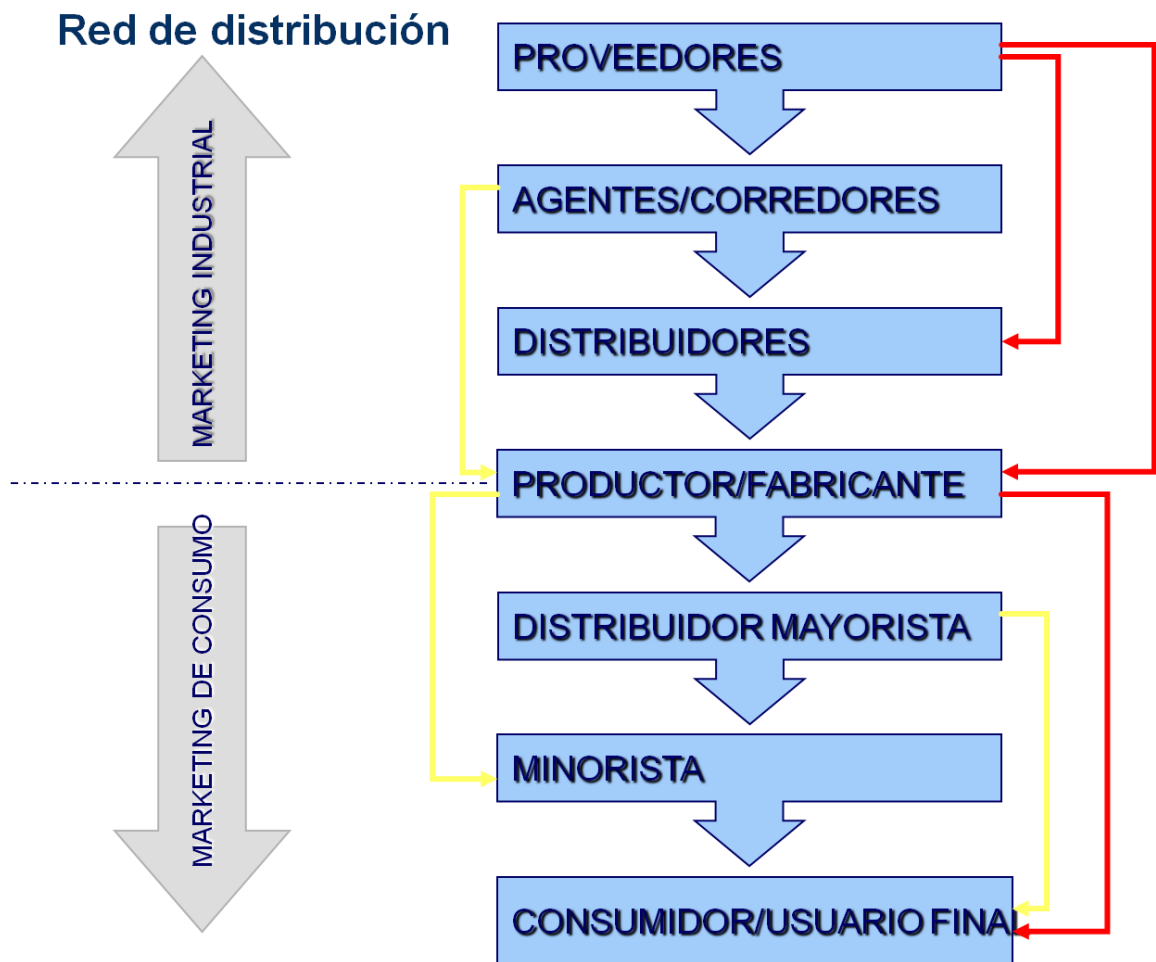 Red de distribución
PROVEEDORES
AGENTES/CORREDORES
MARKETING INDUSTRIAL
DISTRIBUIDORES
PRODUCTOR/FABRICANTE
DISTRIBUIDOR MAYORISTA
MARKETING DE CONSUMO
MINORISTA
CONSUMIDOR/USUARIO FINAL